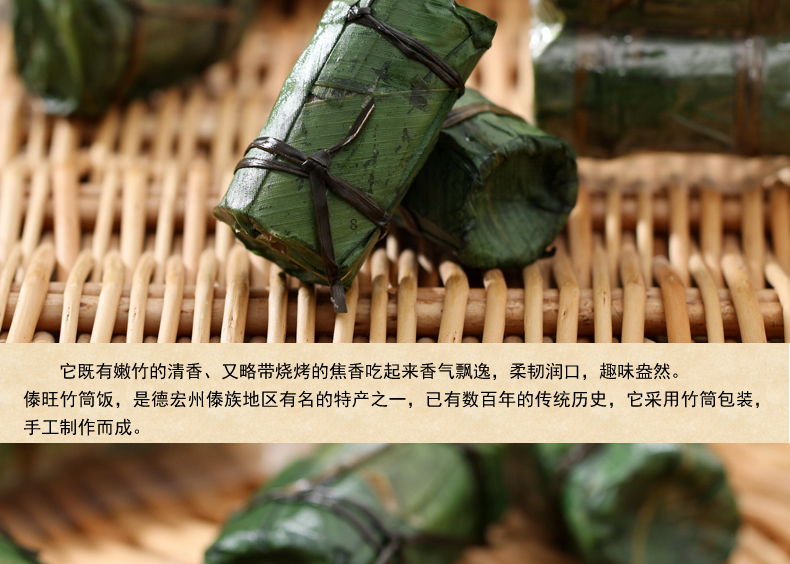 它既有嫩竹的清香、又略带烧烤的焦香吃起来香气飘逸，柔韧润口，趣味盎然。
傣旺竹筒饭，是德宏州傣族地区有名的特产之一，已有数百年的传统历史，它采用竹筒包装，
手工制作而成。